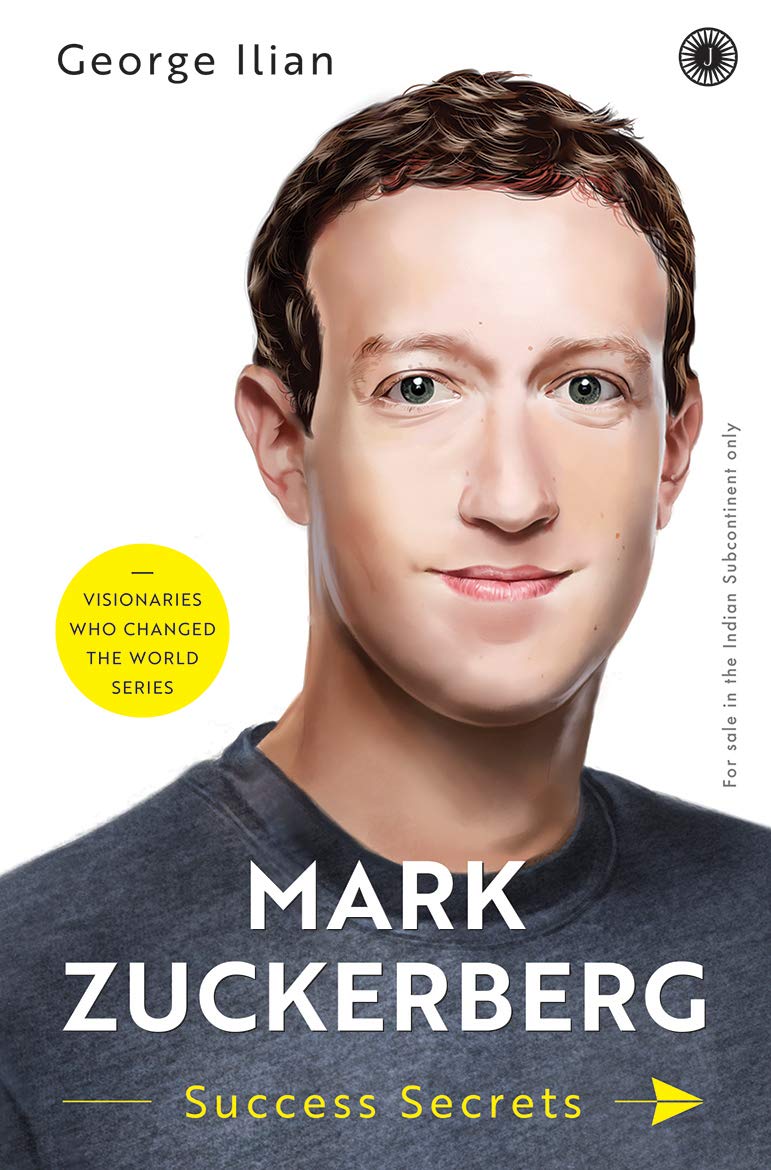 George Ilian
J
VISIONARIES
WHO CHANGED
THE WORLD
SERIES
For sale in the Indian Subcontinent only
MARK
ZUCKERBERG
Success Secrets